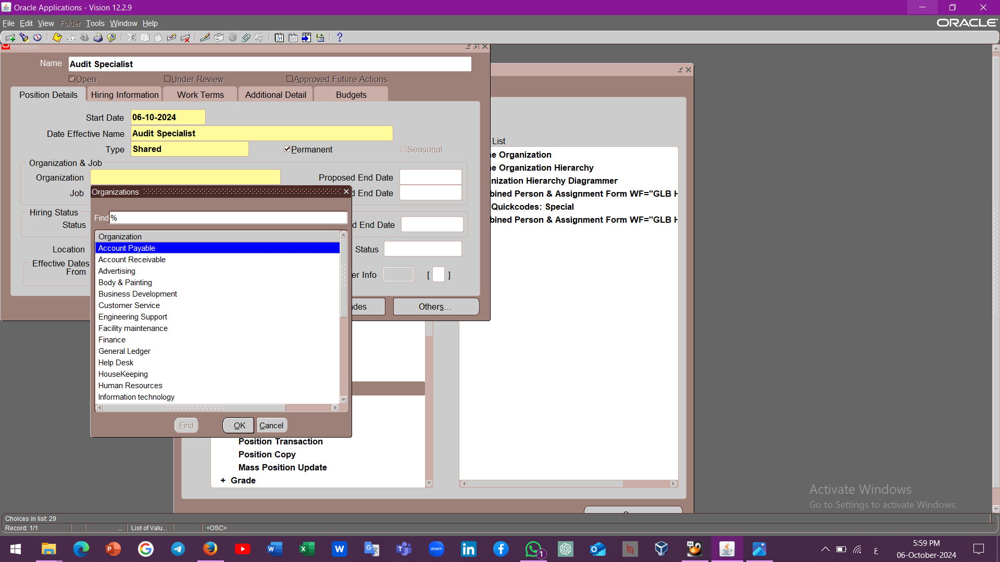 Oracle Applications - Vision 12.2.9
File Edit View Folder Tools Window Help
ORACLE
Position
Name Audit Specialist
Open Under Review Approved Future Actions
Position Details Hiring Information Work Terms Additional Detail Budgets
Start Date 06-10-2024
Date Effective Name Audit Specialist
Type Shared Permanent Seasonal
Organization & Job
Organization Proposed End Date
Job d End Date
Hiring Status
Status d End Date
Location Status
Effective Dates
From er Info [ ]
des Others...
Organizations
Find %
Organization
Account Payable
Account Receivable
Advertising
Body & Painting
Business Development
Customer Service
Engineering Support
Facility maintenance
Finance
General Ledger
Help Desk
HouseKeeping
Human Resources
Information technology
Find OK Cancel
List
e Organization
e Organization Hierarchy
nization Hierarchy Diagrammer
bined Person & Assignment Form WF="GLB H
Quickcodes: Special
bined Person & Assignment Form WF="GLB H
Position Transaction
Position Copy
Mass Position Update
+ Grade
Activate Windows
Go to Settings to activate Windows.
Choices in list: 29
Record: 1/1 ... List of Valu... <OSC>
zoom
1
ع
5:59 PM
06-October-2024